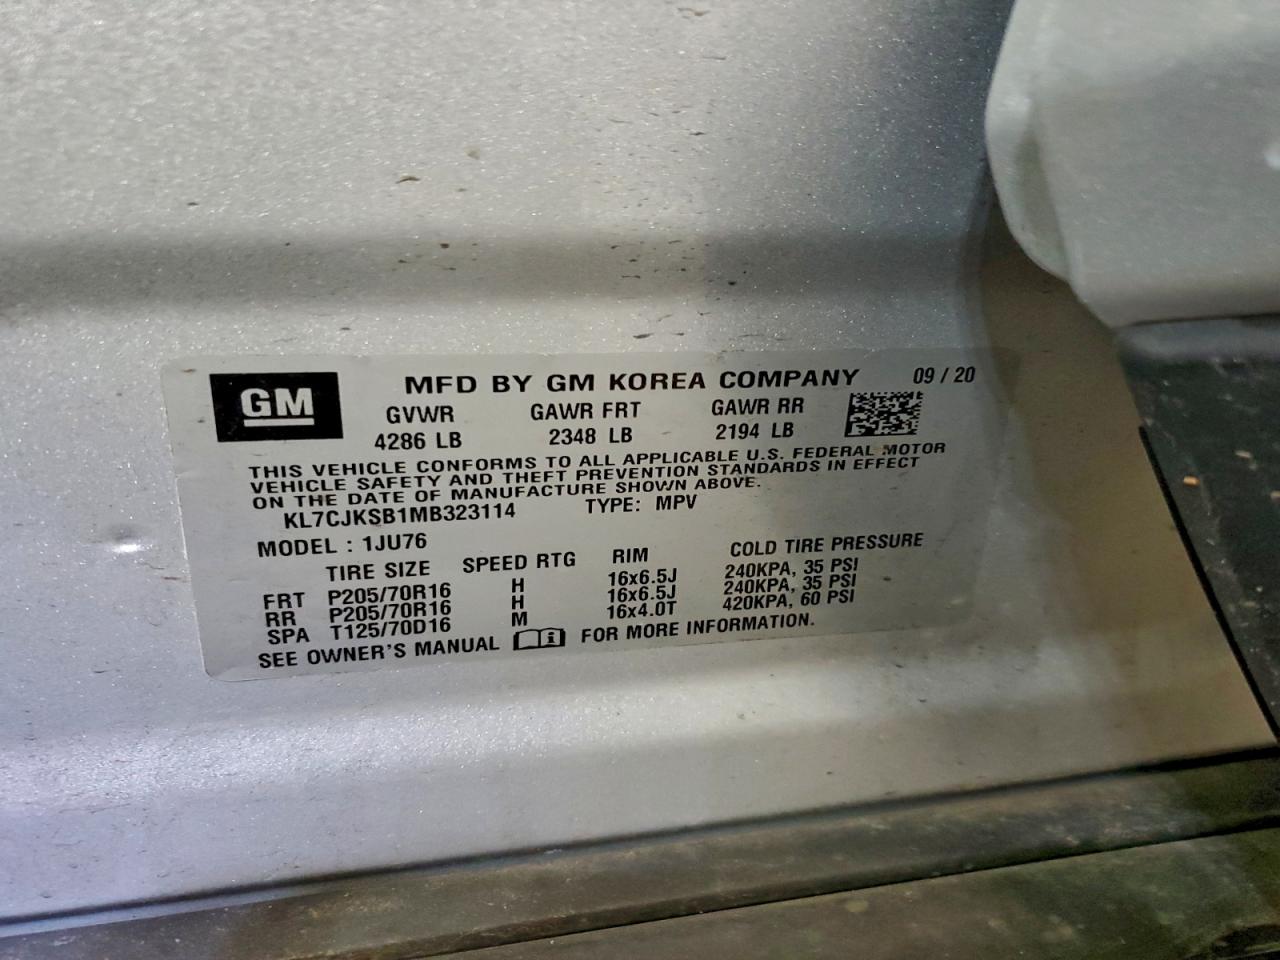 GM
MFD BY GM KOREA COMPANY 09 / 20
GVWR GAWR FRT GAWR RR
4286 LB 2348 LB 2194 LB
THIS VEHICLE CONFORMS TO ALL APPLICABLE U.S. FEDERAL MOTOR
VEHICLE SAFETY AND THEFT PREVENTION STANDARDS IN EFFECT
ON THE DATE OF MANUFACTURE SHOWN ABOVE.
KL7CJKSB1MB323114 TYPE: MPV
MODEL : 1JU76
TIRE SIZE SPEED RTG RIM COLD TIRE PRESSURE
FRT P205/70R16 H 16x6.5J 240KPA, 35 PSI
RR P205/70R16 H 16x6.5J 240KPA, 35 PSI
SPA T125/70D16 M 16x4.0T 420KPA, 60 PSI
SEE OWNER'S MANUAL FOR MORE INFORMATION.